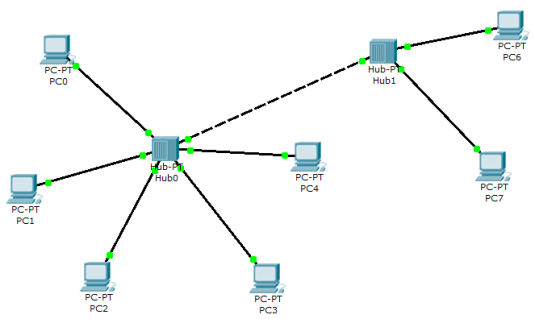 PC-PT
PC6
PC-PT
PC0
Hub-PT
Hub1
Hub-PT
Hub0
PC-PT
PC4
PC-PT
PC7
PC-PT
PC1
PC-PT
PC2
PC-PT
PC3